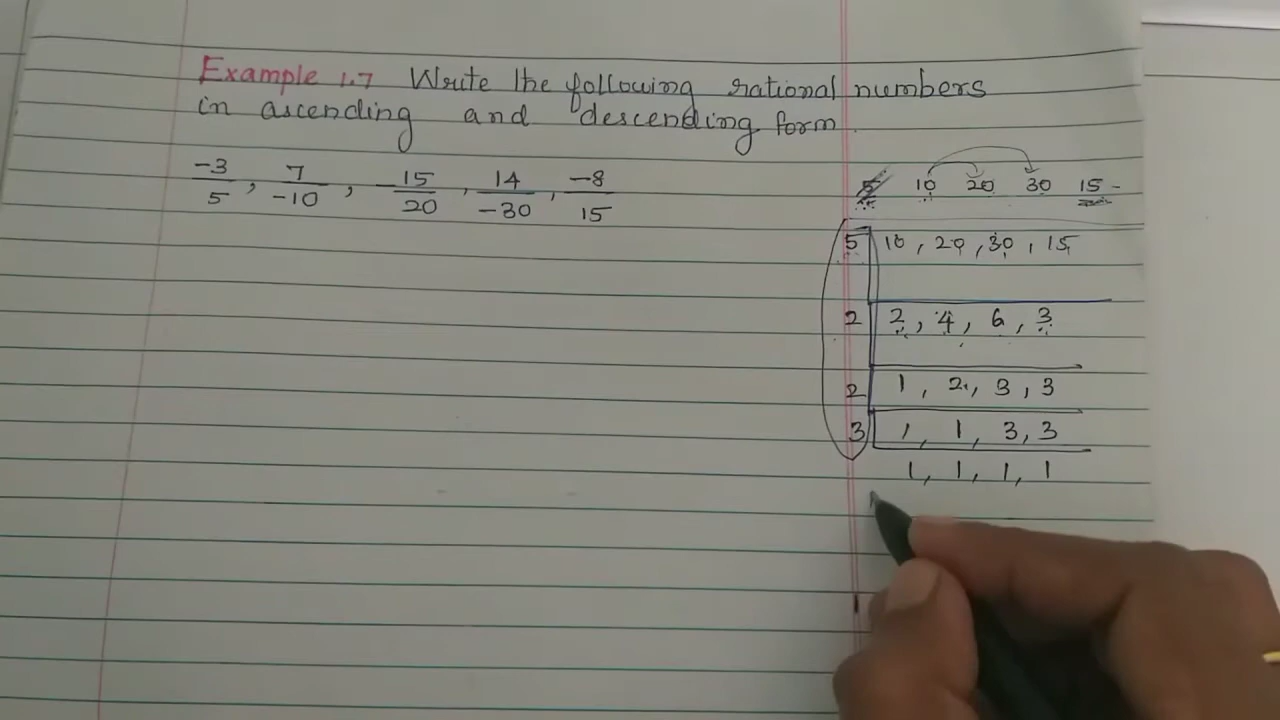 Example 1.7 Write the following rational numbers
in ascending and descending form.
-3/5, 7/-10, -15/20, 14/-30, -8/15
5 10 20 30 15 -
5 | 10, 20, 30, 15
2 | 2, 4, 6, 3
2 | 1, 2, 3, 3
3 | 1, 1, 3, 3
1, 1, 1, 1